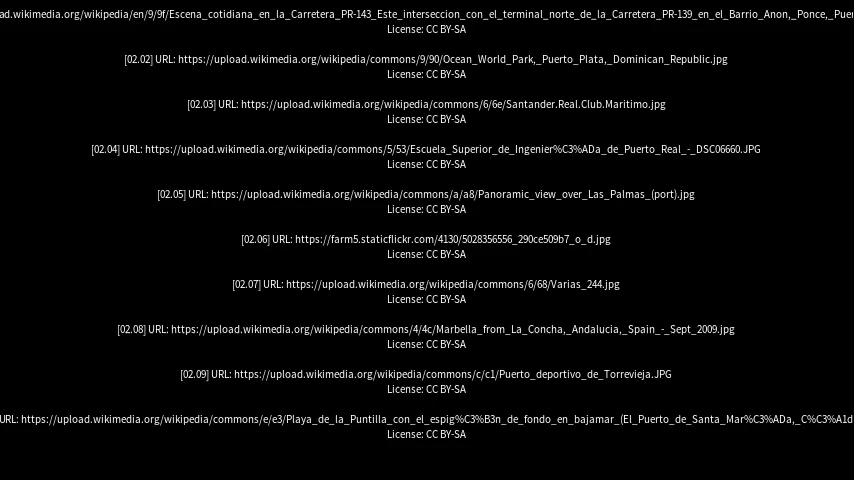 ad.wikimedia.org/wikipedia/en/9/9f/Escena_cotidiana_en_la_Carretera_PR-143_Este_interseccion_con_el_terminal_norte_de_la_Carretera_PR-139_en_el_Barrio_Anon,_Ponce,_Puer
License: CC BY-SA
[02.02] URL: https://upload.wikimedia.org/wikipedia/commons/9/90/Ocean_World_Park,_Puerto_Plata,_Dominican_Republic.jpg
License: CC BY-SA
[02.03] URL: https://upload.wikimedia.org/wikipedia/commons/6/6e/Santander.Real.Club.Maritimo.jpg
License: CC BY-SA
[02.04] URL: https://upload.wikimedia.org/wikipedia/commons/5/53/Escuela_Superior_de_Ingenier%C3%ADa_de_Puerto_Real_-_DSC06660.JPG
License: CC BY-SA
[02.05] URL: https://upload.wikimedia.org/wikipedia/commons/a/a8/Panoramic_view_over_Las_Palmas_(port).jpg
License: CC BY-SA
[02.06] URL: https://farm5.staticflickr.com/4130/5028356556_290ce509b7_o_d.jpg
License: CC BY-SA
[02.07] URL: https://upload.wikimedia.org/wikipedia/commons/6/68/Varias_244.jpg
License: CC BY-SA
[02.08] URL: https://upload.wikimedia.org/wikipedia/commons/4/4c/Marbella_from_La_Concha,_Andalucia,_Spain_-_Sept_2009.jpg
License: CC BY-SA
[02.09] URL: https://upload.wikimedia.org/wikipedia/commons/c/c1/Puerto_deportivo_de_Torrevieja.JPG
License: CC BY-SA
URL: https://upload.wikimedia.org/wikipedia/commons/e/e3/Playa_de_la_Puntilla_con_el_espig%C3%B3n_de_fondo_en_bajamar_(El_Puerto_de_Santa_Mar%C3%ADa,_C%C3%A1d
License: CC BY-SA